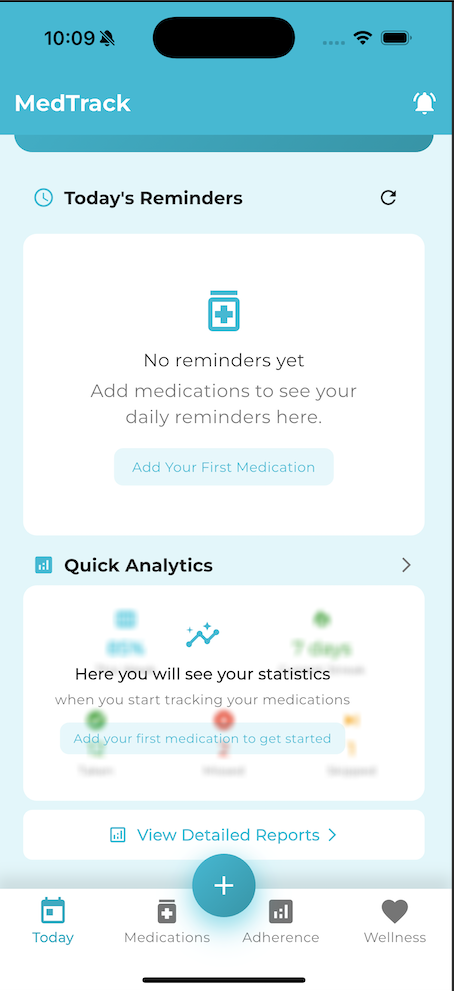 10:09
MedTrack
Today's Reminders
No reminders yet
Add medications to see your
daily reminders here.
Add Your First Medication
Quick Analytics
85%
7 days
Here you will see your statistics
when you start tracking your medications
Add your first medication to get started
Taken
Missed
Skipped
View Detailed Reports
Today
Medications
Adherence
Wellness